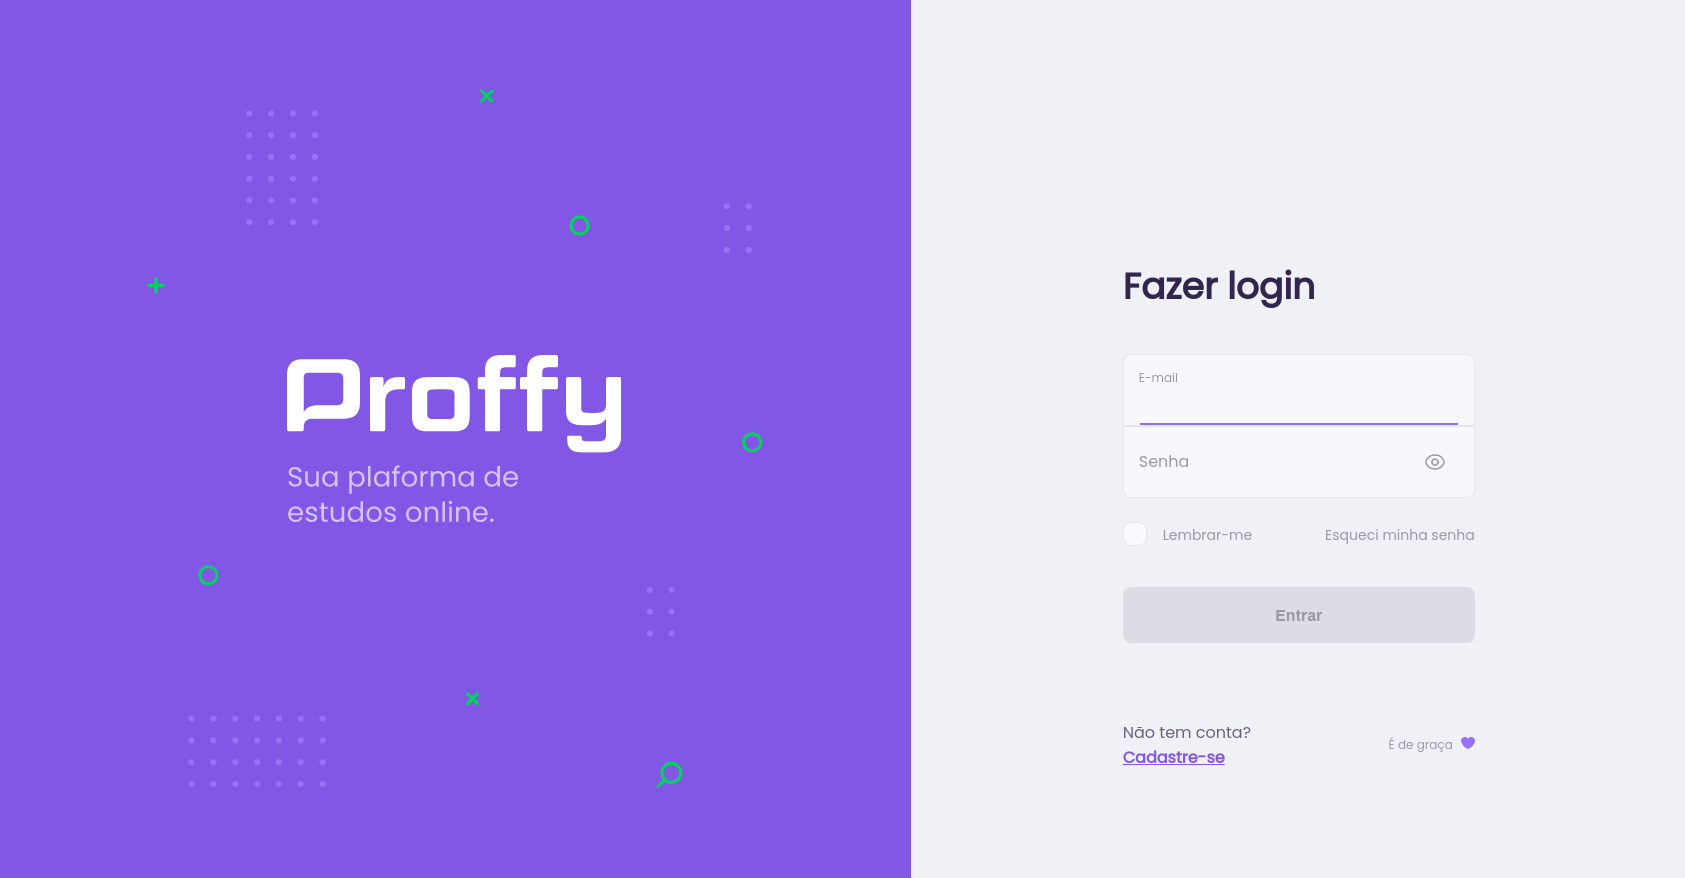 Proffy
Sua plaforma de
estudos online.
Fazer login
E-mail
Senha
Lembrar-me
Esqueci minha senha
Entrar
Não tem conta?
Cadastre-se
É de graça